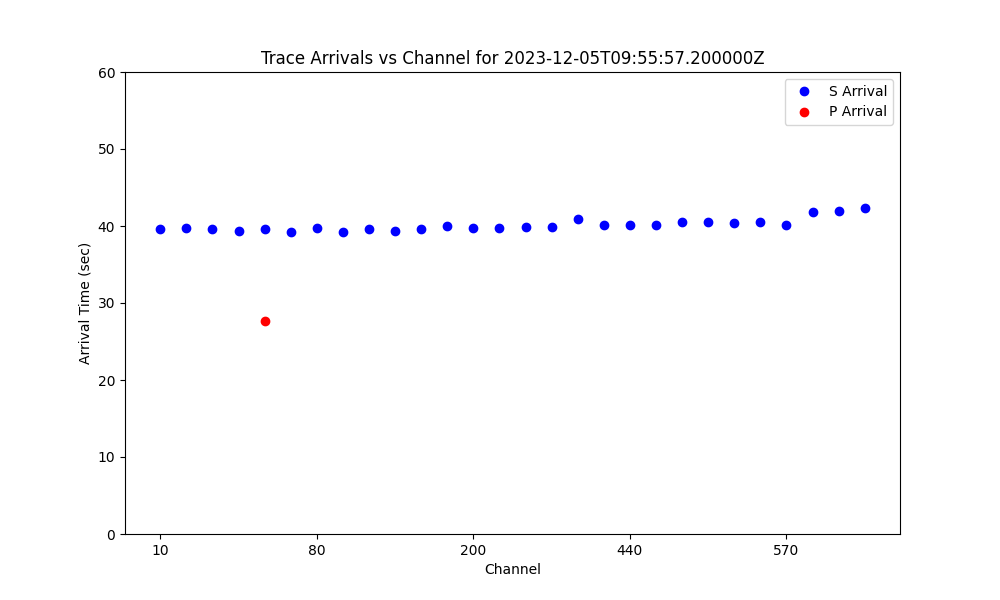 Trace Arrivals vs Channel for 2023-12-05T09:55:57.200000Z
S Arrival
P Arrival
60
50
40
30
20
10
0
Arrival Time (sec)
10 80 200 440 570
Channel